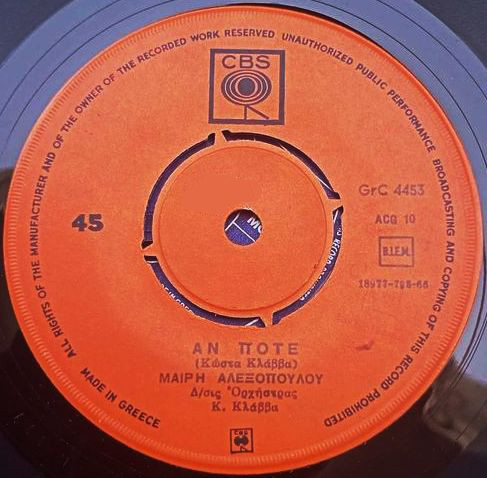 ALL RIGHTS OF THE MANUFACTURER AND OF THE OWNER OF THE RECORDED WORK RESERVED UNAUTHORIZED PUBLIC PERFORMANCE BROADCASTING AND COPYING OF THIS RECORD PROHIBITED
CBS
GrC 4453
45
ACG 10
B.I.E.M.
ΑΝ ΠΟΤΕ
(Κώστα Κλάββα)
ΜΑΙΡΗ ΑΛΕΞΟΠΟΥΛΟΥ
Δ/σις Ὀρχήστρας
Κ. Κλάββα
MADE IN GREECE
CBS